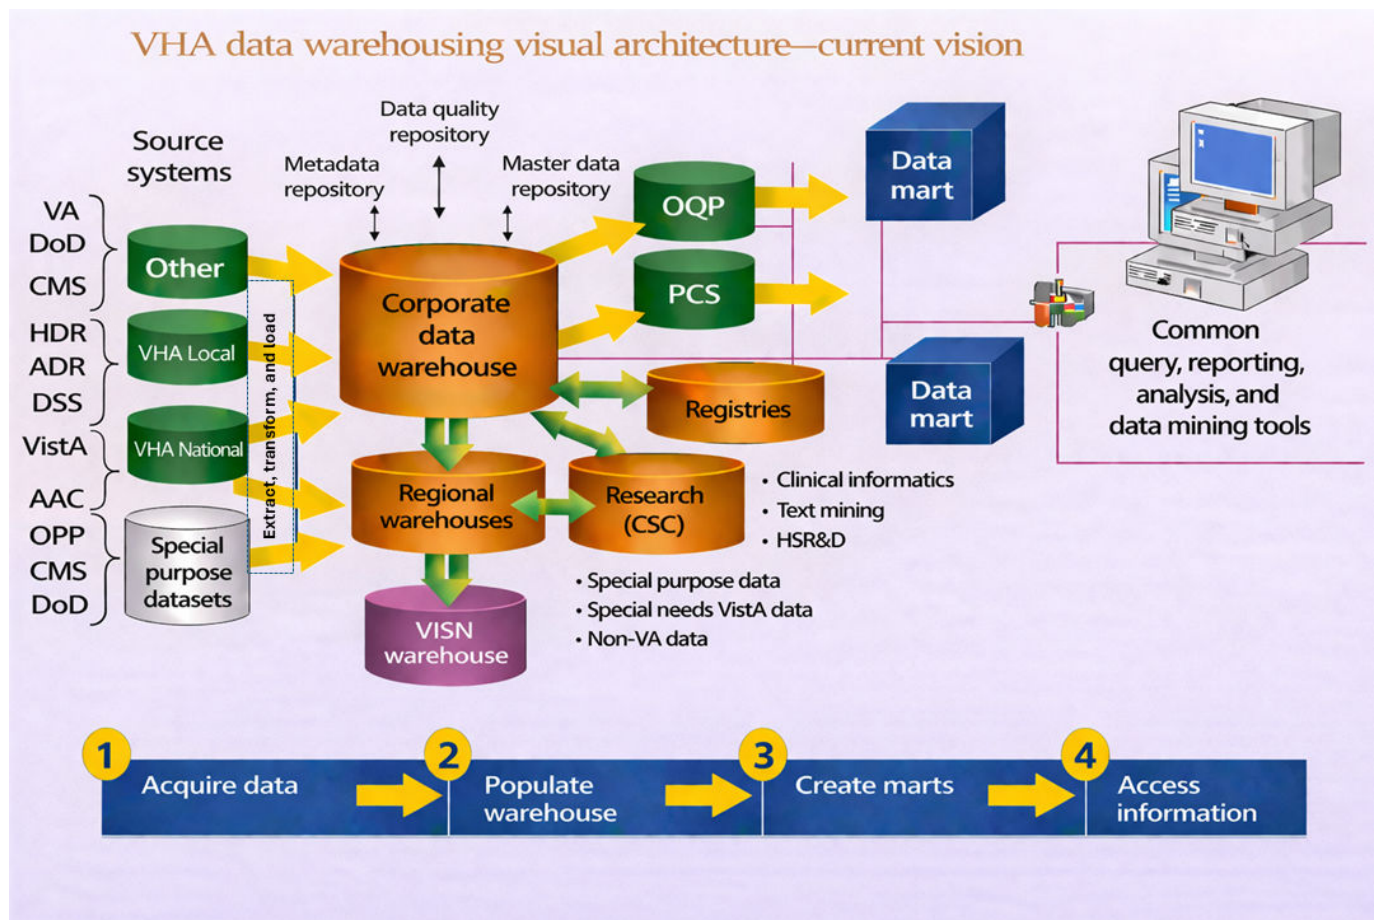 VHA data warehousing visual architecture—current vision
Source
systems
VA
DoD
CMS
HDR
ADR
DSS
VistA
AAC
OPP
CMS
DoD
Other
VHA Local
VHA National
Special
purpose
datasets
Extract, transform, and load
Metadata
repository
Data quality
repository
Master data
repository
Corporate
data
warehouse
Regional
warehouses
VISN
warehouse
OQP
PCS
Registries
Research
(CSC)
• Clinical informatics
• Text mining
• HSR&D
• Special purpose data
• Special needs VistA data
• Non-VA data
Data
mart
Data
mart
Common
query, reporting,
analysis, and
data mining tools
1
Acquire data
2
Populate
warehouse
3
Create marts
4
Access
information